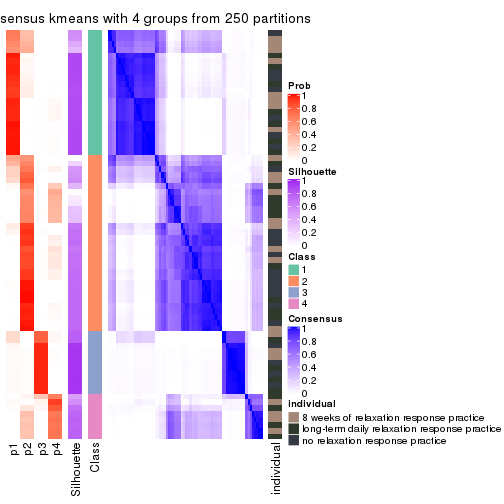 sensus kmeans with 4 groups from 250 partitions
Prob
1
0.8
0.6
0.4
0.2
0
Silhouette
1
0.8
0.6
0.4
0.2
0
Class
1
2
3
4
Consensus
1
0.8
0.6
0.4
0.2
0
individual
8 weeks of relaxation response practice
long-term daily relaxation response practice
no relaxation response practice
p1
p2
p3
p4
Silhouette
Class
individual